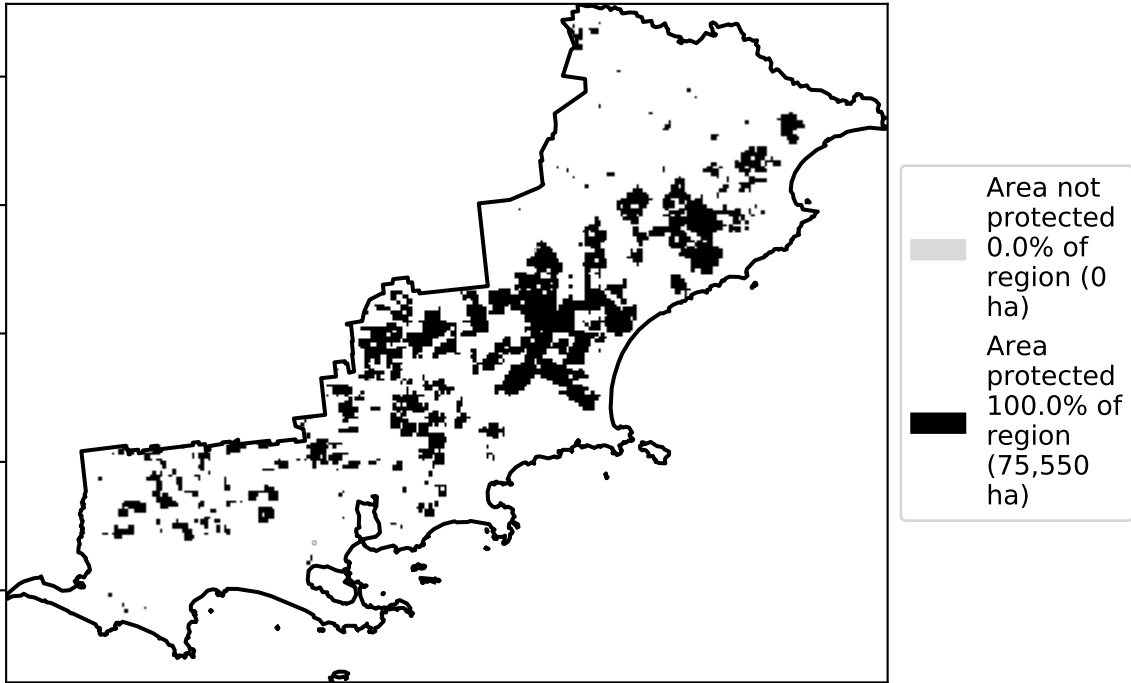 Area not
protected
0.0% of
region (0
ha)
Area
protected
100.0% of
region
(75,550
ha)